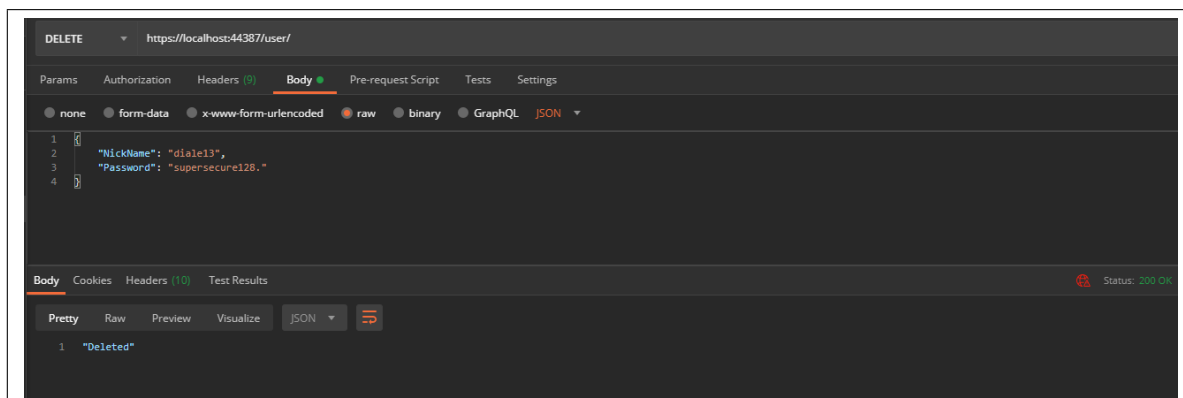 DELETE https://localhost:44387/user/
Params Authorization Headers (9) Body Pre-request Script Tests Settings
none form-data x-www-form-urlencoded raw binary GraphQL JSON
1 {
2 "NickName": "diale13",
3 "Password": "supersecure128."
4 }
Body Cookies Headers (10) Test Results Status: 200 OK
Pretty Raw Preview Visualize JSON
1 "Deleted"